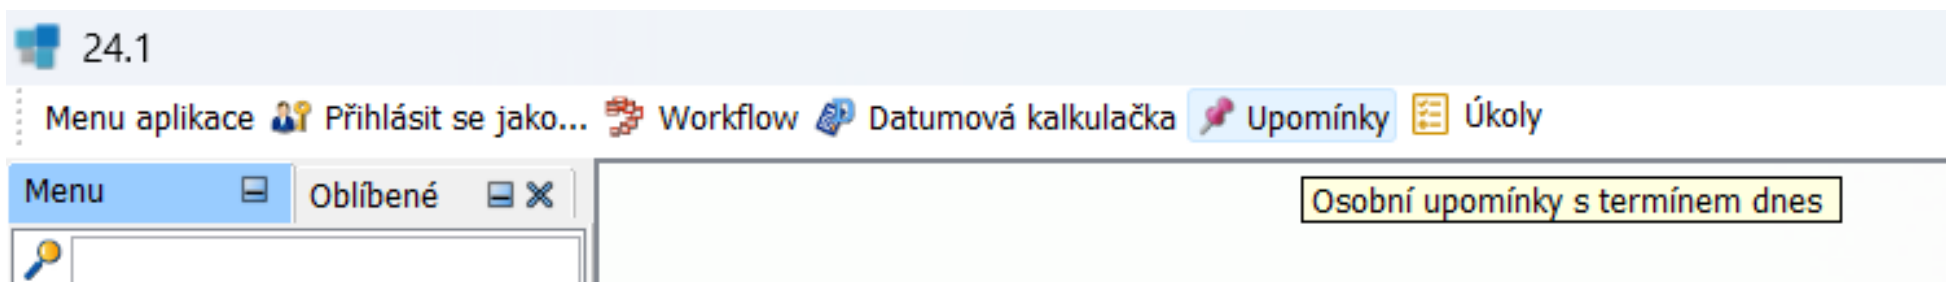 24.1
Menu aplikace Přihlásit se jako... Workflow Datumová kalkulačka Upomínky Úkoly
Menu Oblíbené
Osobní upomínky s termínem dnes